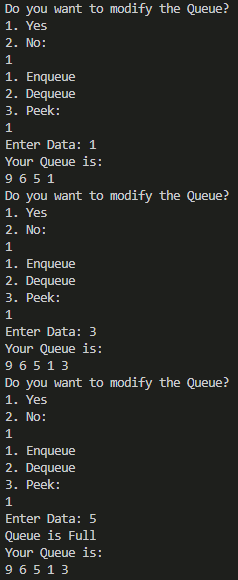 Do you want to modify the Queue?
1. Yes
2. No:
1
1. Enqueue
2. Dequeue
3. Peek:
1
Enter Data: 1
Your Queue is:
9 6 5 1
Do you want to modify the Queue?
1. Yes
2. No:
1
1. Enqueue
2. Dequeue
3. Peek:
1
Enter Data: 3
Your Queue is:
9 6 5 1 3
Do you want to modify the Queue?
1. Yes
2. No:
1
1. Enqueue
2. Dequeue
3. Peek:
1
Enter Data: 5
Queue is Full
Your Queue is:
9 6 5 1 3